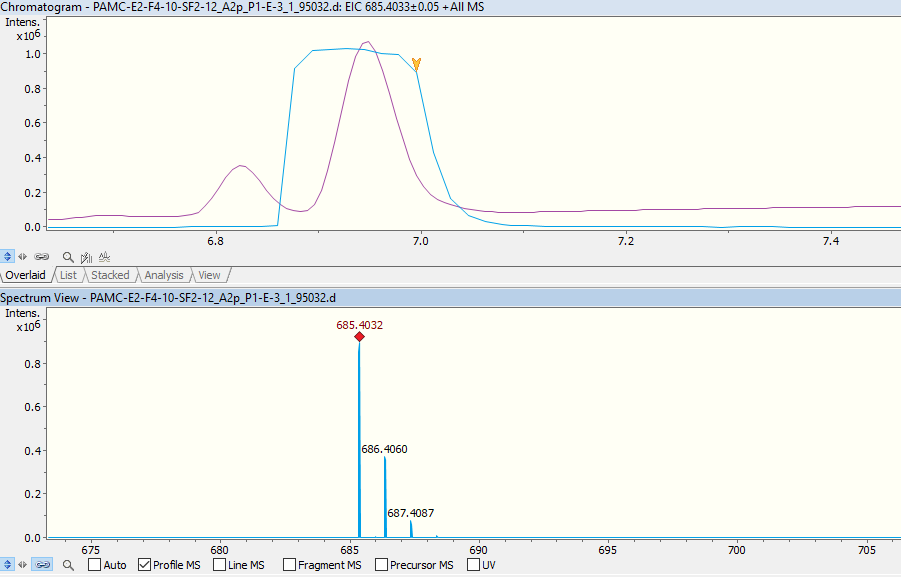 Chromatogram - PAMC-E2-F4-10-SF2-12_A2p_P1-E-3_1_95032.d: EIC 685.4033±0.05 +All MS
Intens.
x10⁶
1.0
0.8
0.6
0.4
0.2
0.0
6.8 7.0 7.2 7.4
Overlaid List Stacked Analysis View
Spectrum View - PAMC-E2-F4-10-SF2-12_A2p_P1-E-3_1_95032.d
Intens.
x10⁶
685.4032
0.8
0.6
686.4060
0.4
687.4087
0.2
0.0
675 680 685 690 695 700 705
Auto Profile MS Line MS Fragment MS Precursor MS UV